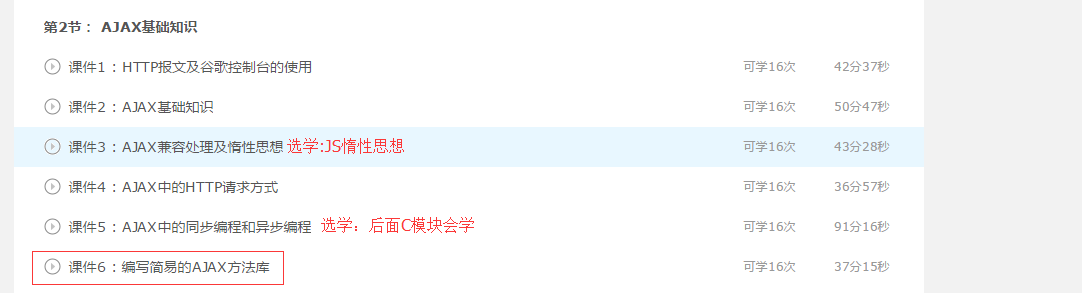 第2节： AJAX基础知识
课件1：HTTP报文及谷歌控制台的使用 可学16次 42分37秒
课件2：AJAX基础知识 可学16次 50分47秒
课件3：AJAX兼容处理及惰性思想 选学:JS惰性思想 可学16次 43分28秒
课件4：AJAX中的HTTP请求方式 可学16次 36分57秒
课件5：AJAX中的同步编程和异步编程 选学：后面C模块会学 可学16次 91分16秒
课件6：编写简易的AJAX方法库 可学16次 37分15秒